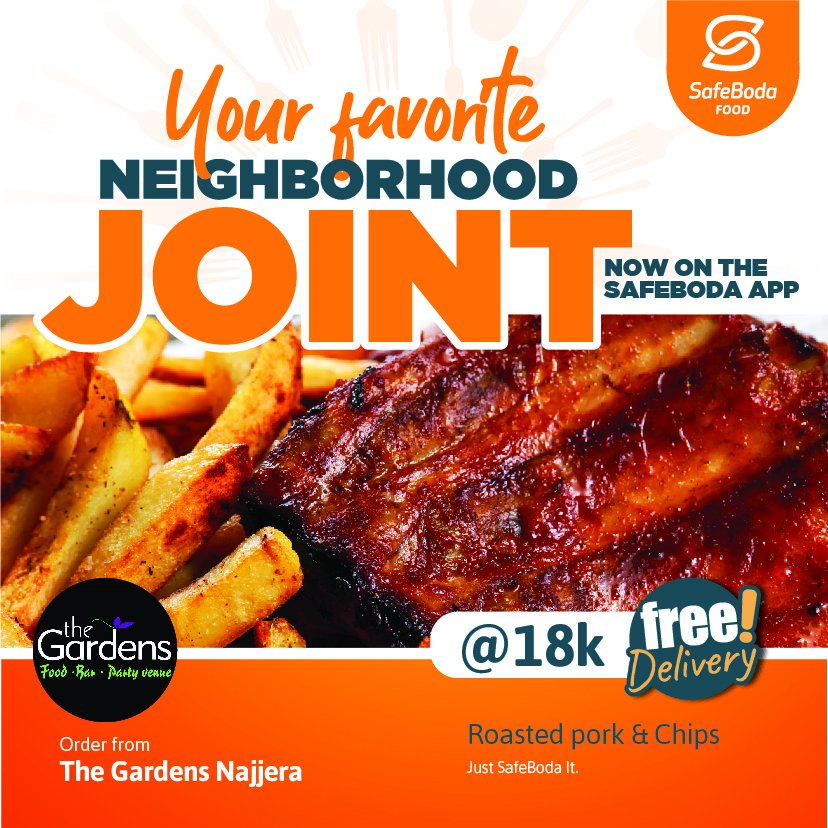 SafeBoda
FOOD
Your favorite
NEIGHBORHOOD
JOINT
NOW ON THE
SAFEBODA APP
the
Gardens
Food · Bar · Party venue
@18k
free!
Delivery
Order from
The Gardens Najjera
Roasted pork & Chips
Just SafeBoda It.